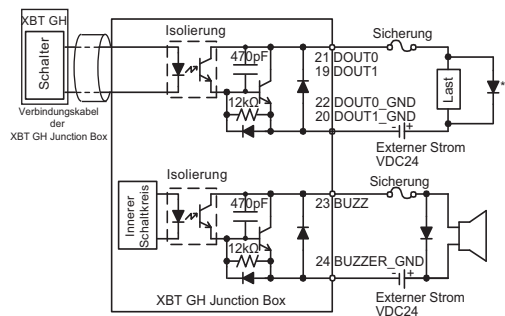 XBT GH
Schalter
Verbindungskabel
der
XBT GH Junction Box
Isolierung
470pF
12kΩ
21 DOUT0
19 DOUT1
22 DOUT0_GND
20 DOUT1_GND
Sicherung
Last
*
- +
Externer Strom
VDC24
Innerer
Schaltkreis
Isolierung
470pF
12kΩ
23 BUZZ
24 BUZZER_GND
Sicherung
- +
Externer Strom
VDC24
XBT GH Junction Box